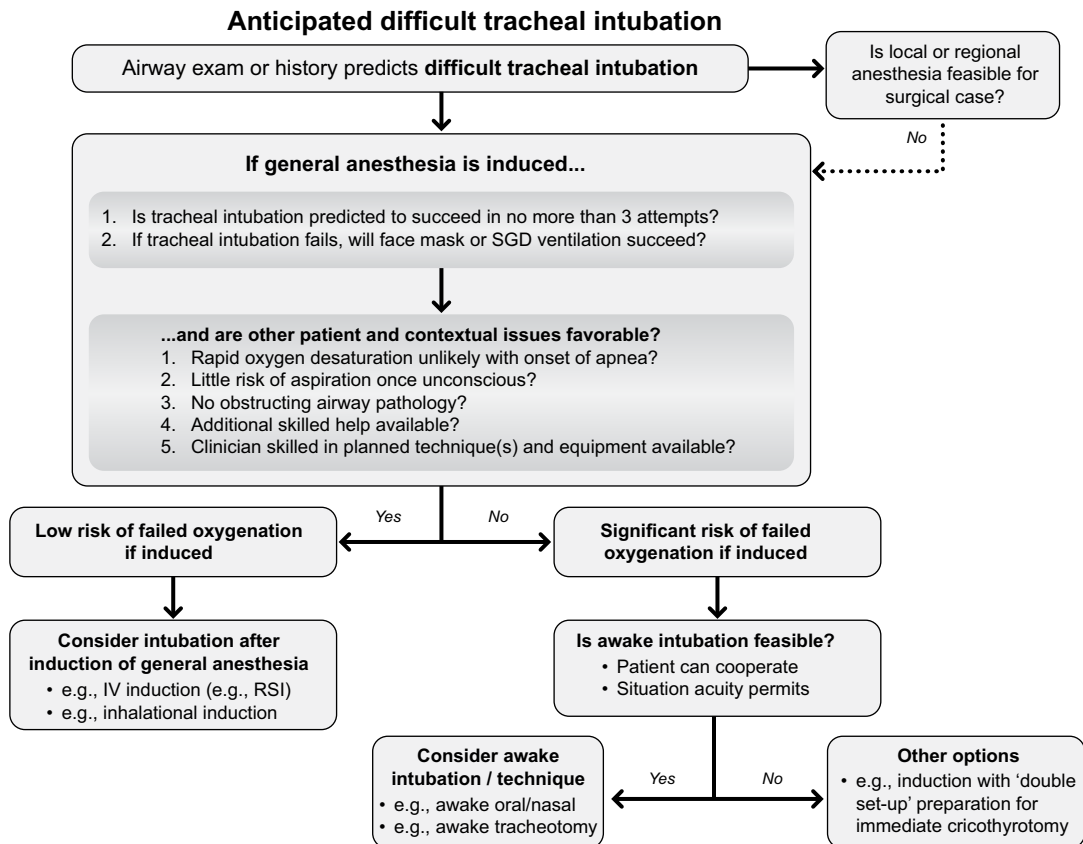 Anticipated difficult tracheal intubation
Airway exam or history predicts difficult tracheal intubation
Is local or regional
anesthesia feasible for
surgical case?
No
If general anesthesia is induced...
1. Is tracheal intubation predicted to succeed in no more than 3 attempts?
2. If tracheal intubation fails, will face mask or SGD ventilation succeed?
...and are other patient and contextual issues favorable?
1. Rapid oxygen desaturation unlikely with onset of apnea?
2. Little risk of aspiration once unconscious?
3. No obstructing airway pathology?
4. Additional skilled help available?
5. Clinician skilled in planned technique(s) and equipment available?
Yes
No
Low risk of failed oxygenation
if induced
Significant risk of failed
oxygenation if induced
Consider intubation after
induction of general anesthesia
• e.g., IV induction (e.g., RSI)
• e.g., inhalational induction
Is awake intubation feasible?
• Patient can cooperate
• Situation acuity permits
Yes
No
Consider awake
intubation / technique
• e.g., awake oral/nasal
• e.g., awake tracheotomy
Other options
• e.g., induction with ‘double
set-up’ preparation for
immediate cricothyrotomy